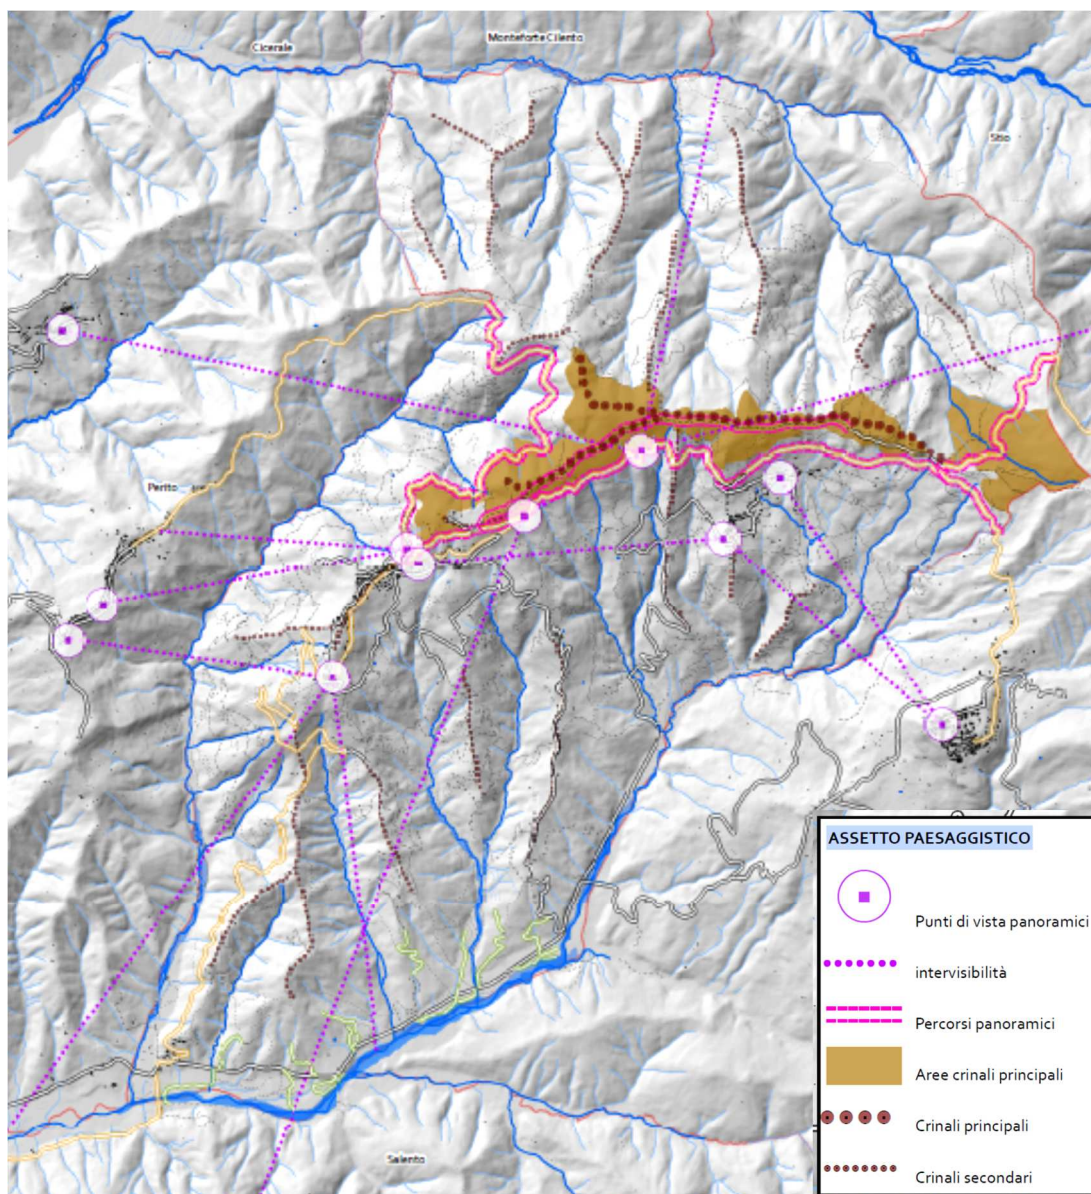 Cicerale
Monteforte Cilento
Stio
Perito
Salento
ASSETTO PAESAGGISTICO
Punti di vista panoramici
intervisibilità
Percorsi panoramici
Aree crinali principali
Crinali principali
Crinali secondari